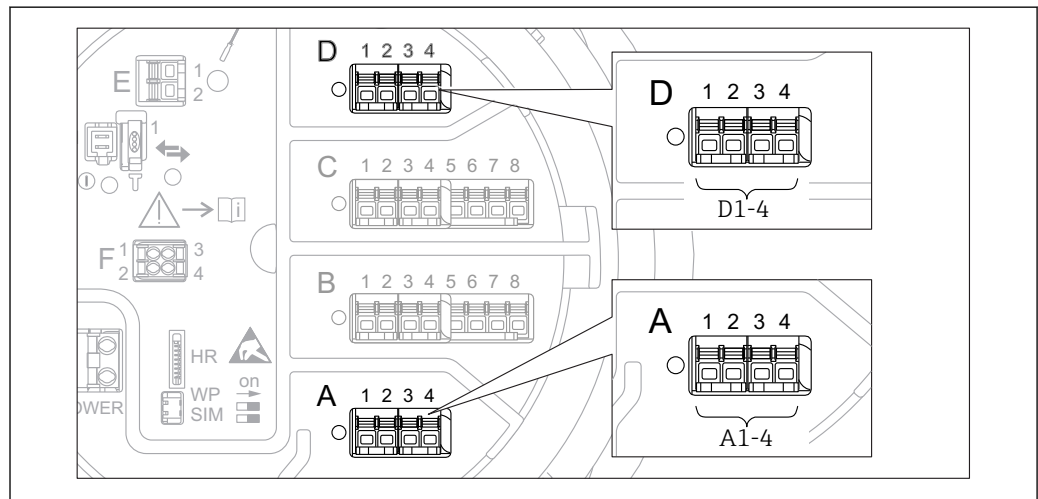 D 1 2 3 4
E 1
2
1
C 1 2 3 4 5 6 7 8
i
F 1 3
2 4
B 1 2 3 4 5 6 7 8
HR
WP on
SIM
OWER
A 1 2 3 4
D 1 2 3 4
D1-4
A 1 2 3 4
A1-4